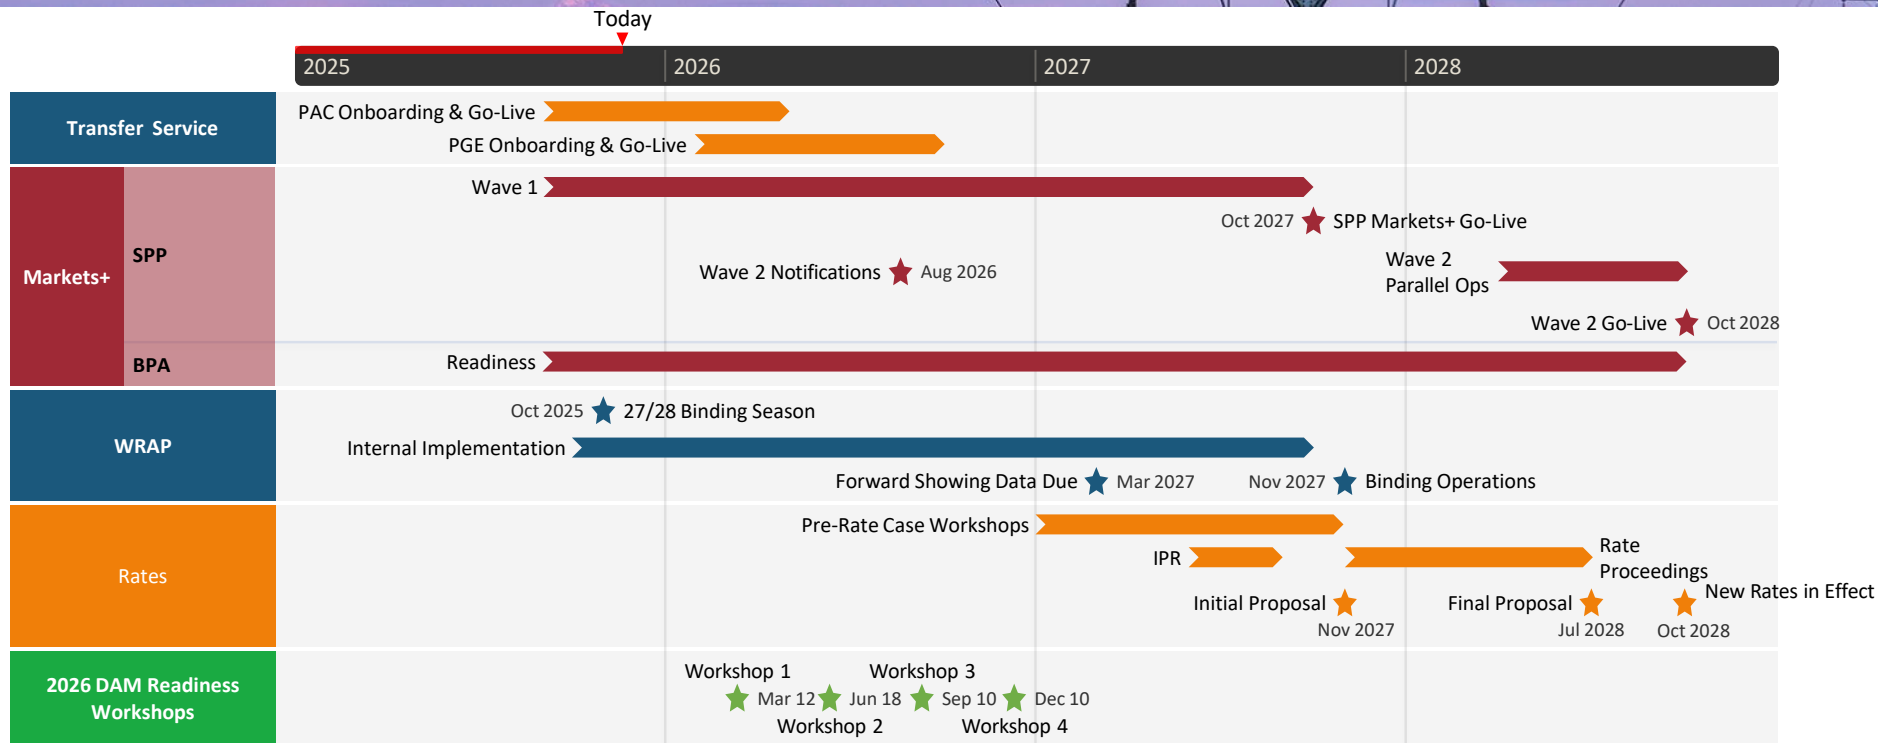 Today
2025 2026 2027 2028
Transfer Service
PAC Onboarding & Go-Live
PGE Onboarding & Go-Live
Markets+
SPP
Wave 1
Oct 2027 SPP Markets+ Go-Live
Wave 2 Notifications Aug 2026
Wave 2
Parallel Ops
Wave 2 Go-Live Oct 2028
BPA
Readiness
WRAP
Oct 2025 27/28 Binding Season
Internal Implementation
Forward Showing Data Due Mar 2027
Nov 2027 Binding Operations
Rates
Pre-Rate Case Workshops
IPR
Rate
Proceedings
Initial Proposal
Nov 2027
Final Proposal
Jul 2028
New Rates in Effect
Oct 2028
2026 DAM Readiness
Workshops
Workshop 1
Mar 12
Workshop 2
Jun 18
Workshop 3
Sep 10
Workshop 4
Dec 10